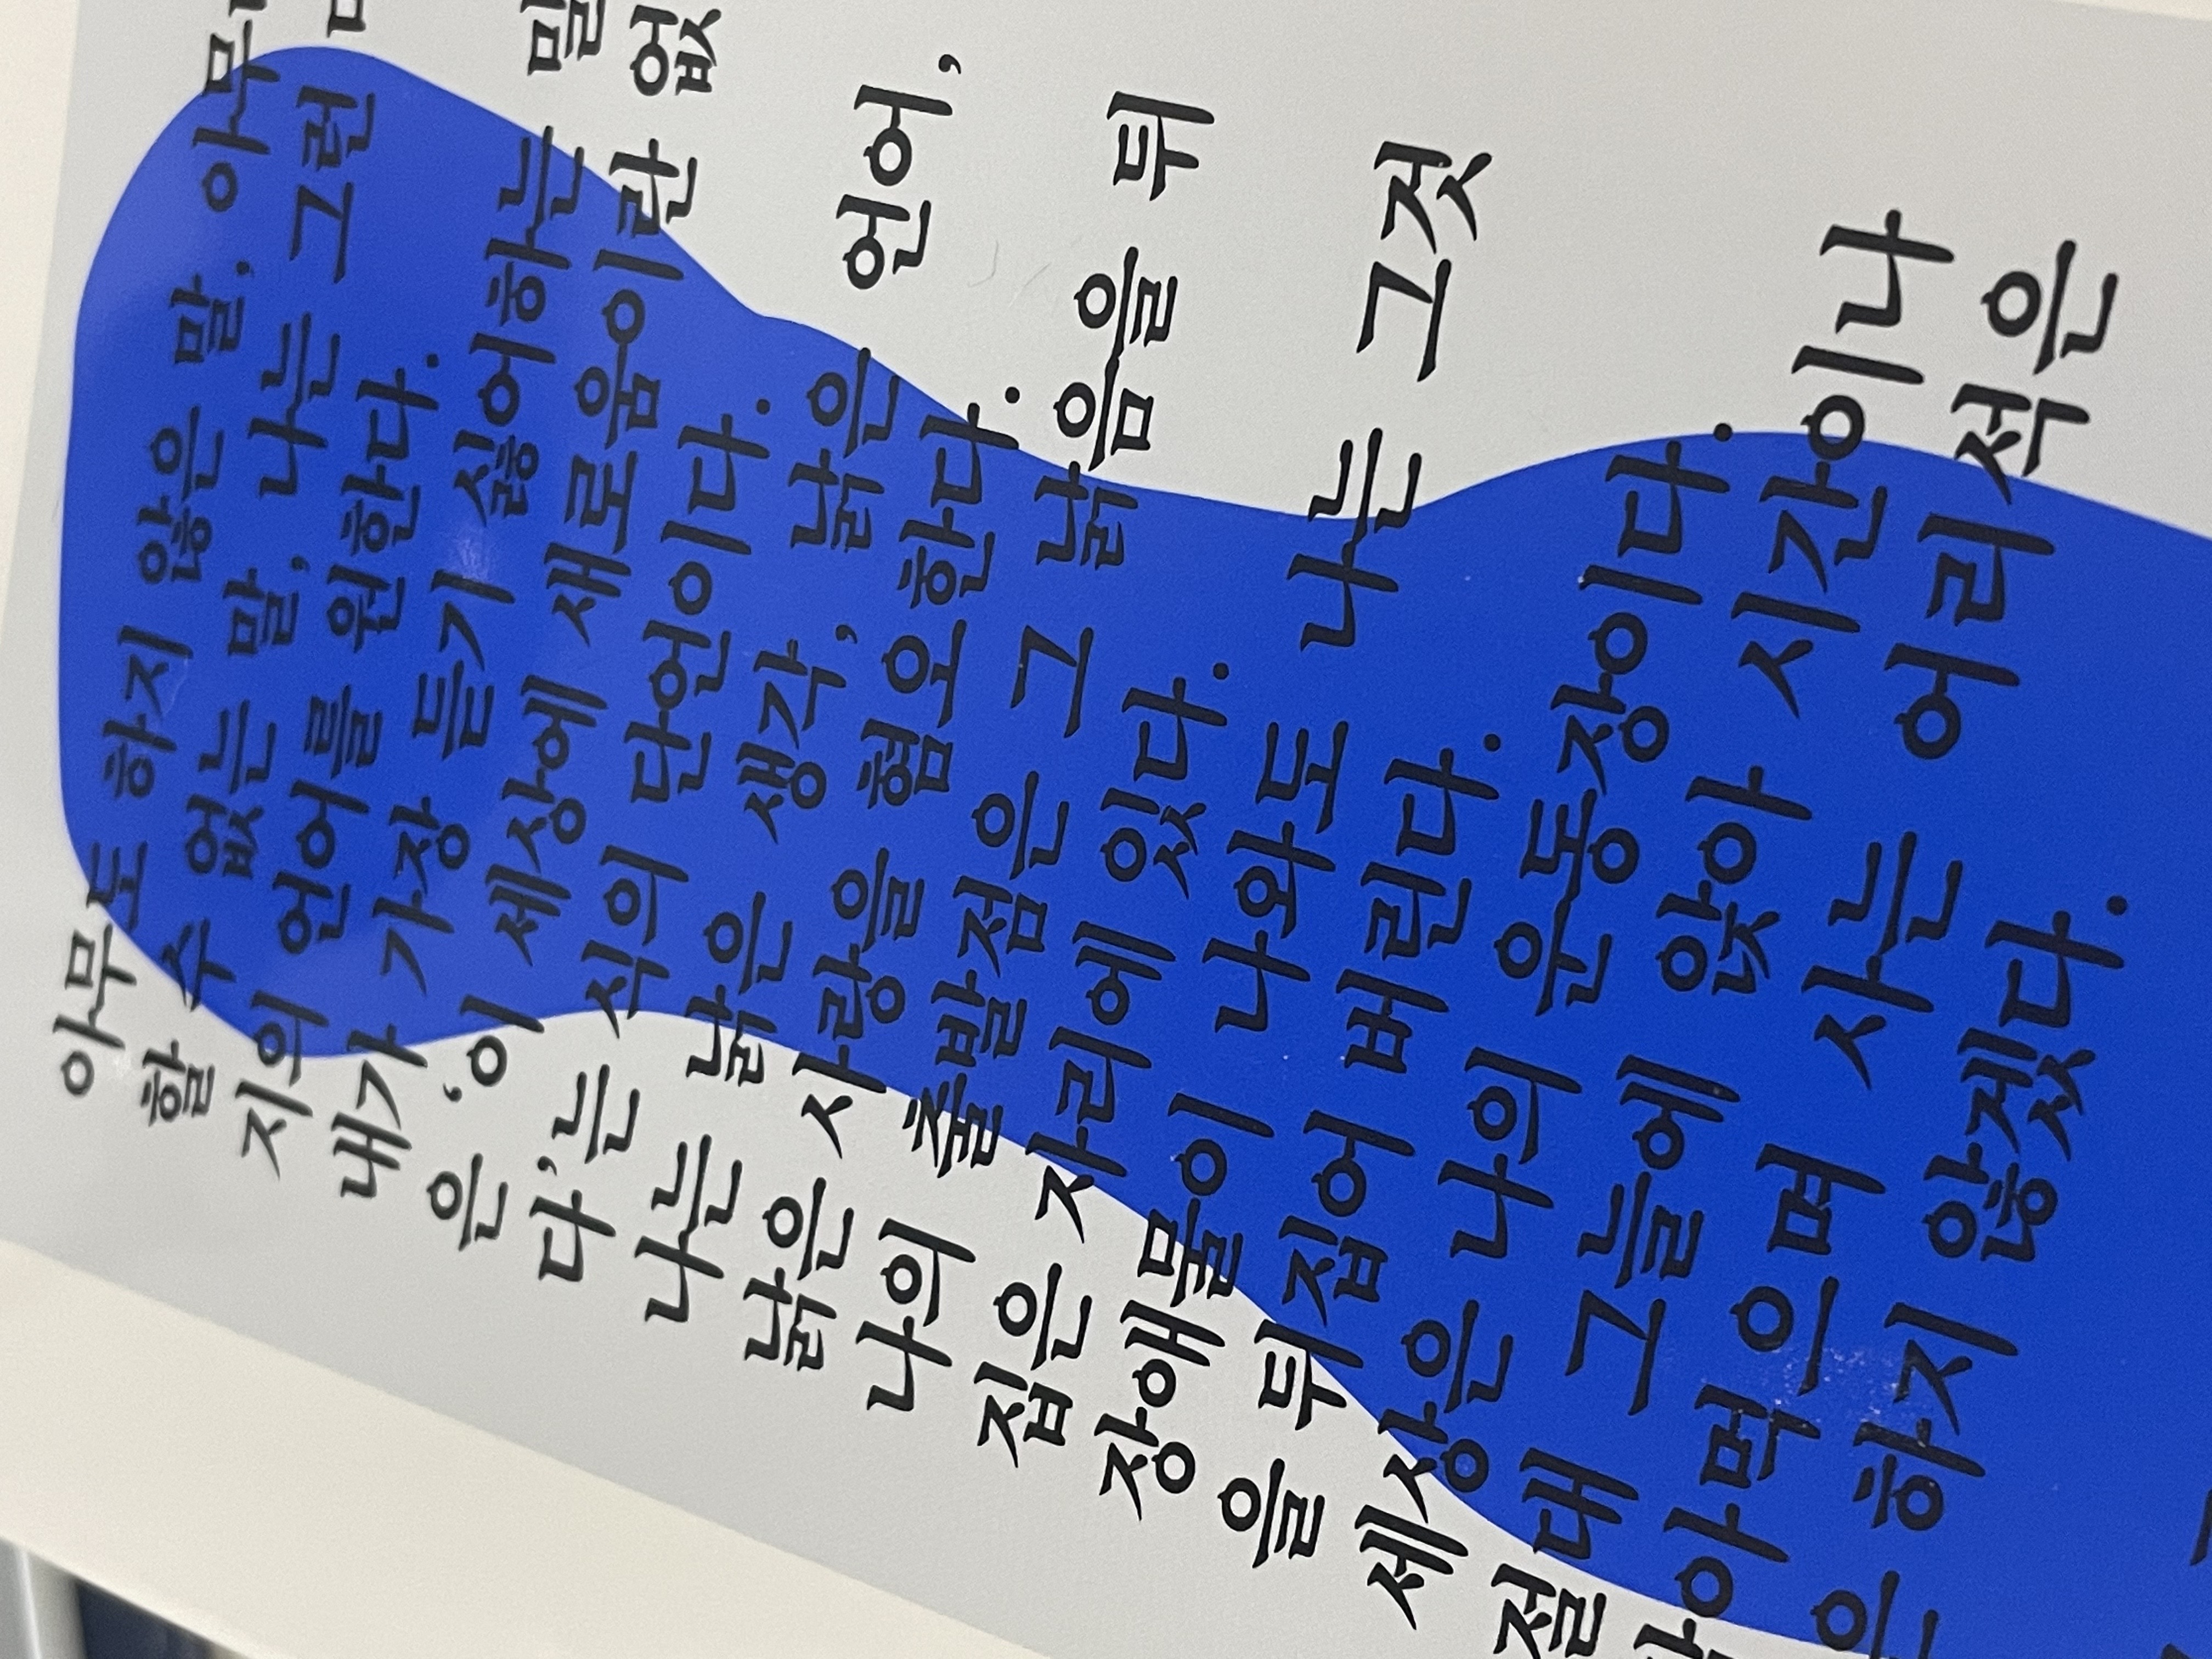 아무도 하지 않은 말, 아무
할 수 없는 말, 나는 그런
지의 언어를 원한다.
내가 가장 듣기 싫어하는 말
은 ‘이 세상에 새로움이란 없
다’는 식의 단언이다.
나는 낡은 생각, 낡은 언어,
낡은 사랑을 혐오한다.
나의 출발점은 그 낡음을 뒤
집은 자리에 있다.
장애물이 나와도 나는 그것
을 뒤집어 버린다.
세상은 나의 운동장이다.
절대 그늘에 앉아 시간이나
아먹으며 사는 어리석은
은 하지 않겠다.